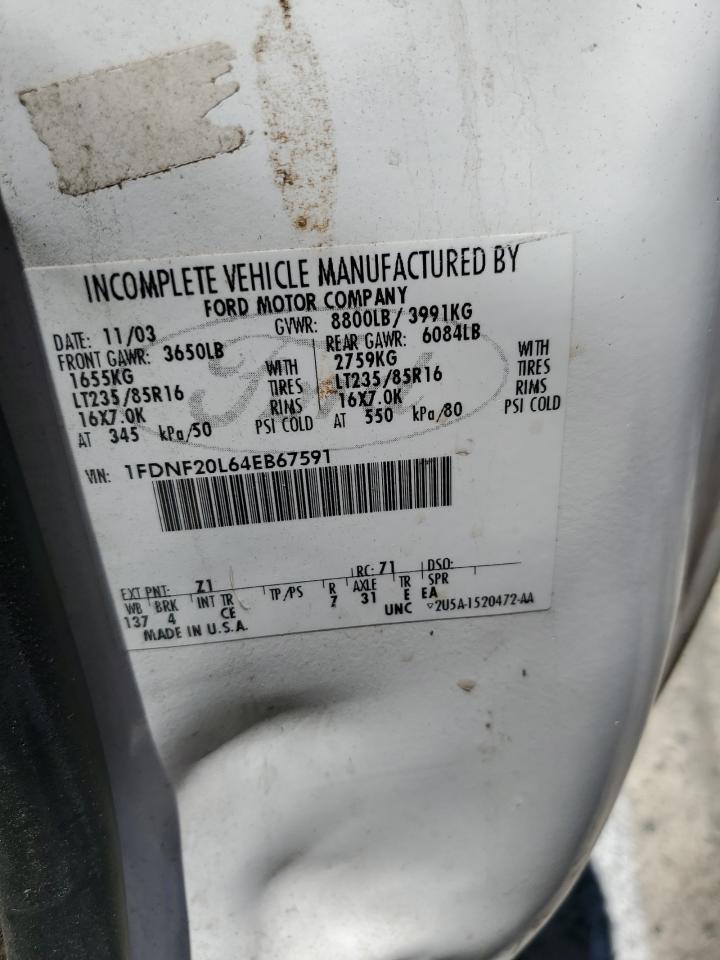 INCOMPLETE VEHICLE MANUFACTURED BY
FORD MOTOR COMPANY
DATE: 11/03 GVWR: 8800LB / 3991KG
FRONT GAWR: 3650LB REAR GAWR: 6084LB
1655KG WITH 2759KG WITH
LT235/85R16 TIRES LT235/85R16 TIRES
16X7.0K RIMS 16X7.0K RIMS
AT 345 kPa/50 PSI COLD AT 550 kPa/80 PSI COLD
VIN: 1FDNF20L64EB67591
EXT PNT: Z1 RC: 71 DSO:
WB BRK INT TR TP/PS R AXLE TR SPR
137 4 CE 7 31 E EA
MADE IN U.S.A. UNC ▽2U5A-1520472-AA
Ford